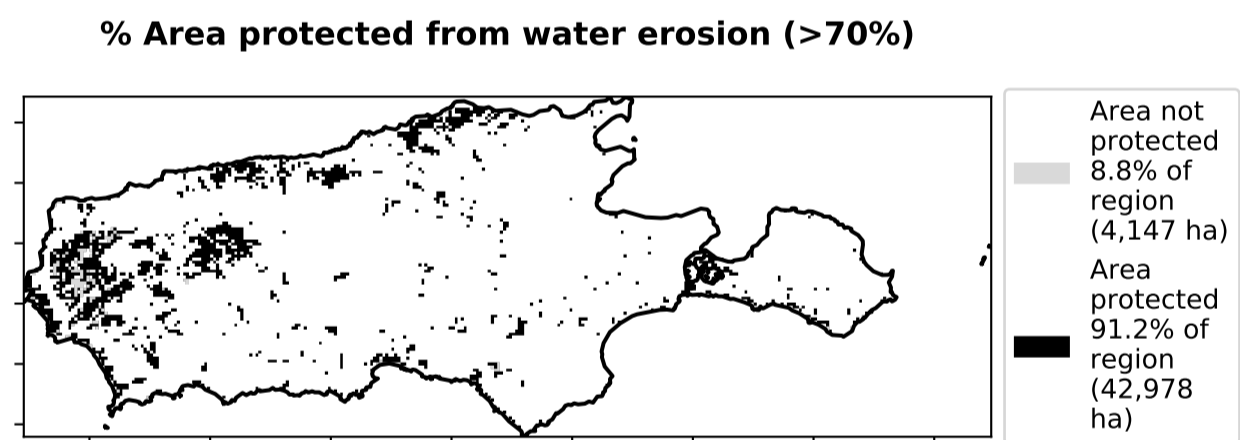 % Area protected from water erosion (>70%)
Area not
protected
8.8% of
region
(4,147 ha)
Area
protected
91.2% of
region
(42,978
ha)